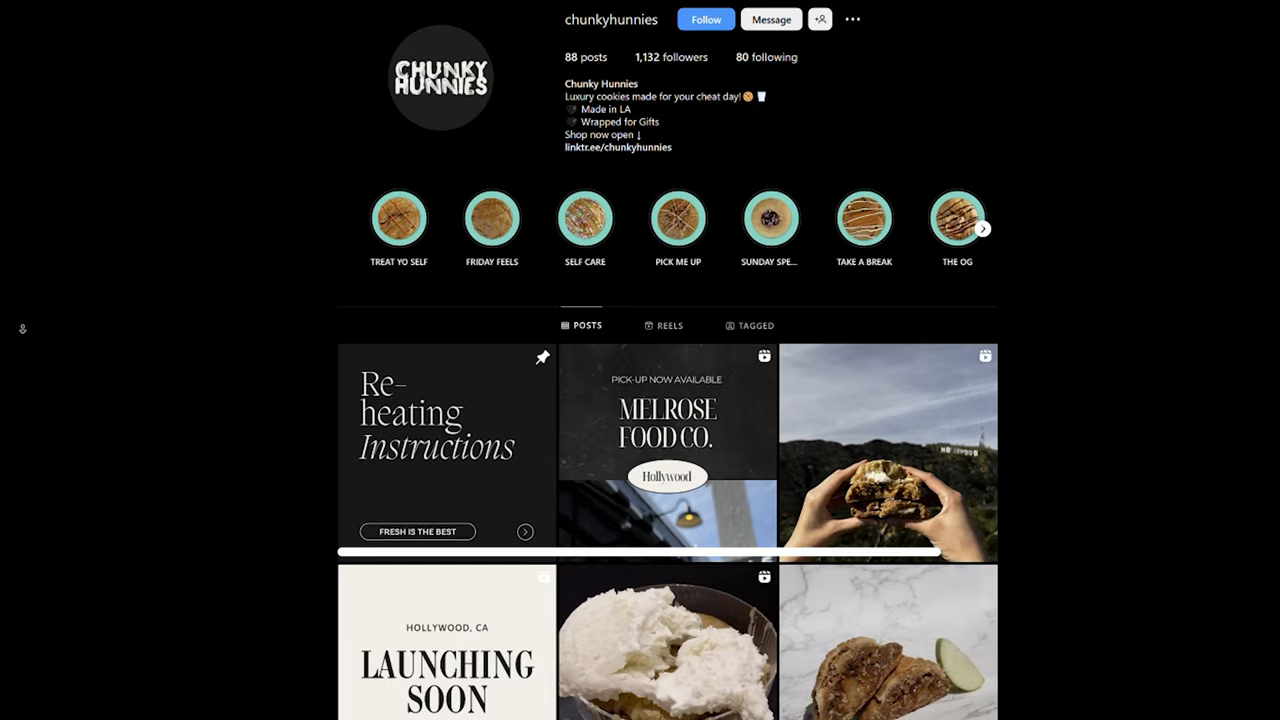 chunkyhunnies Follow Message
CHUNKY
HUNNIES
88 posts 1,132 followers 80 following
Chunky Hunnies
Luxury cookies made for your cheat day!🍪🥛
🖤 Made in LA
🖤 Wrapped for Gifts
Shop now open ↓
linktr.ee/chunkyhunnies
TREAT YO SELF FRIDAY FEELS SELF CARE PICK ME UP SUNDAY SPE... TAKE A BREAK THE OG
POSTS REELS TAGGED
Re-
heating
Instructions
FRESH IS THE BEST
PICK-UP NOW AVAILABLE
MELROSE
FOOD CO.
Hollywood
HOLLYWOOD
HOLLYWOOD, CA
LAUNCHING
SOON